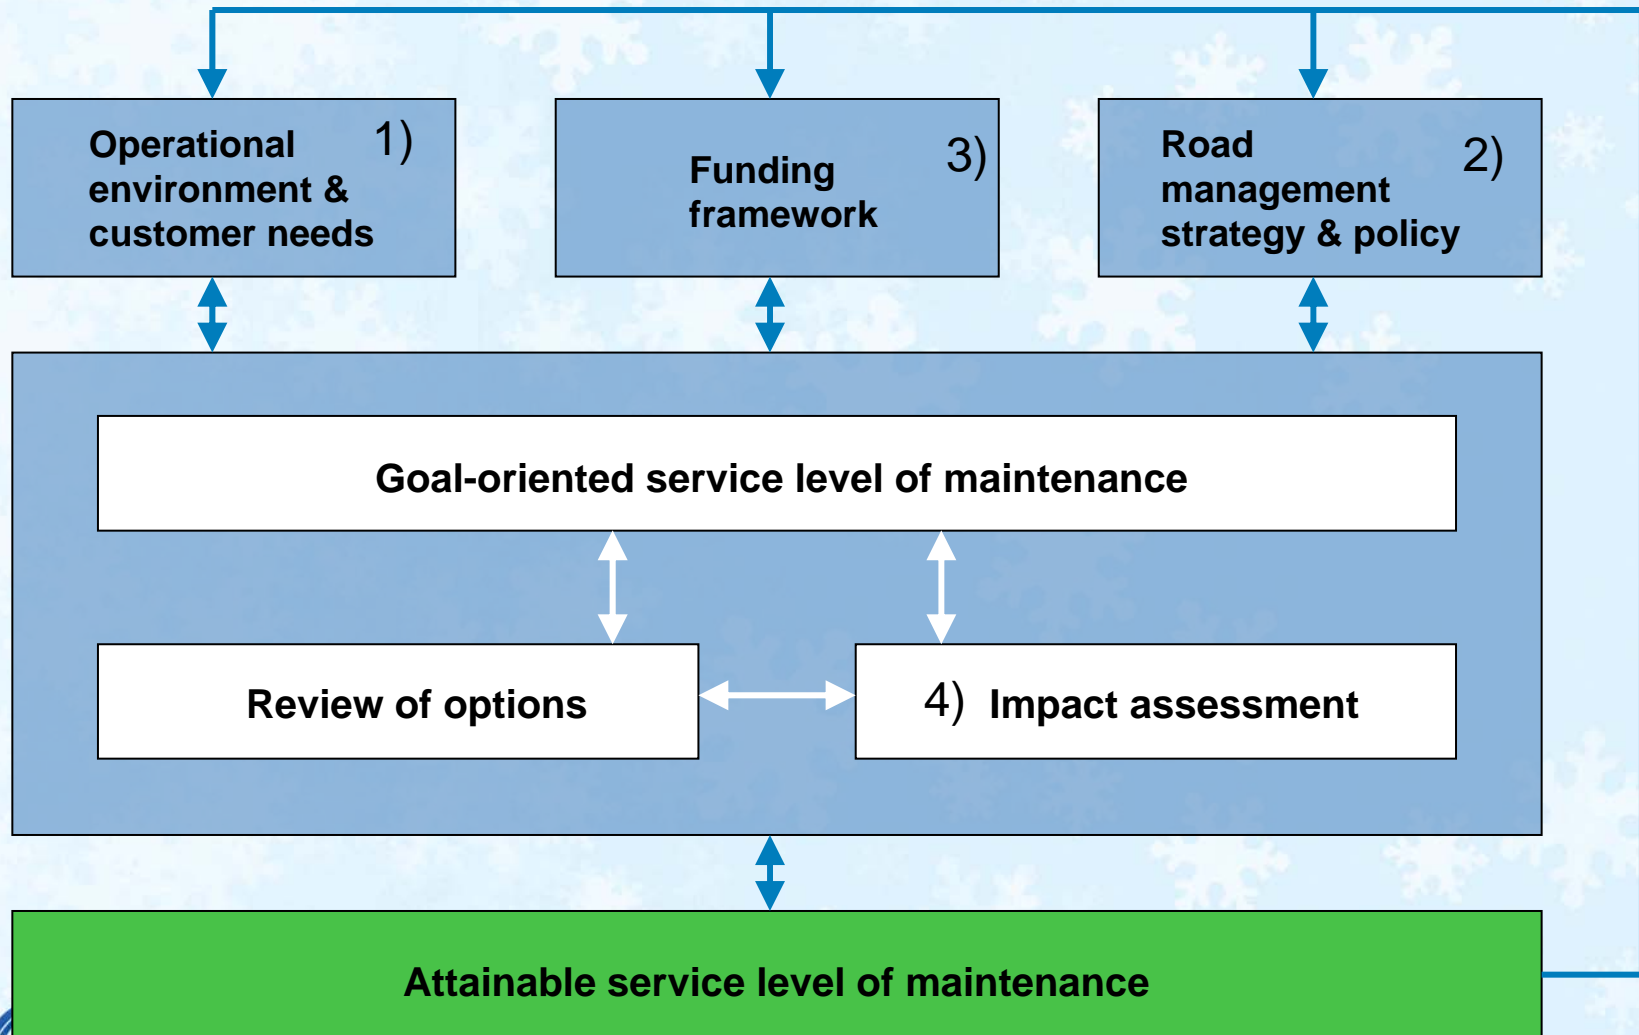 Operational 1)
environment &
customer needs
Funding 3)
framework
Road 2)
management
strategy & policy
Goal-oriented service level of maintenance
Review of options
4) Impact assessment
Attainable service level of maintenance